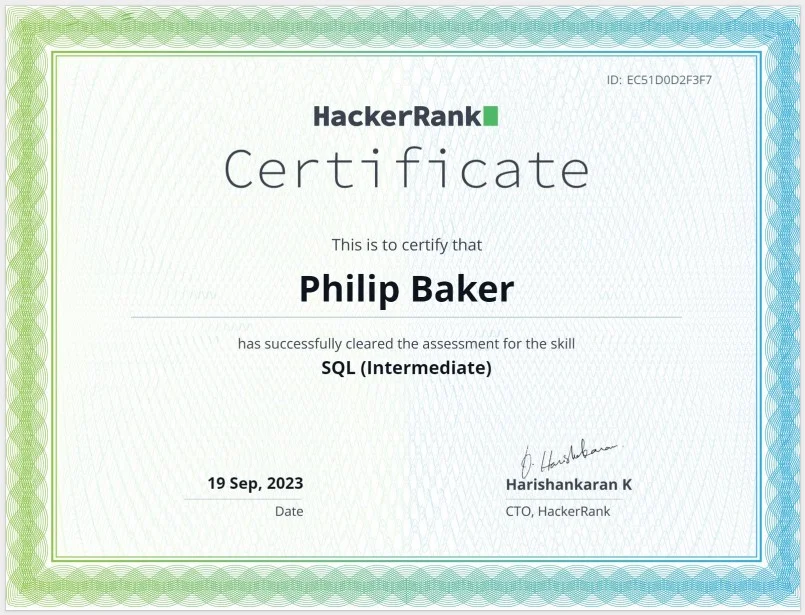 ID: EC51D0D2F3F7
HackerRank
Certificate
This is to certify that
Philip Baker
has successfully cleared the assessment for the skill
SQL (Intermediate)
19 Sep, 2023
Date
Harishankaran K
CTO, HackerRank